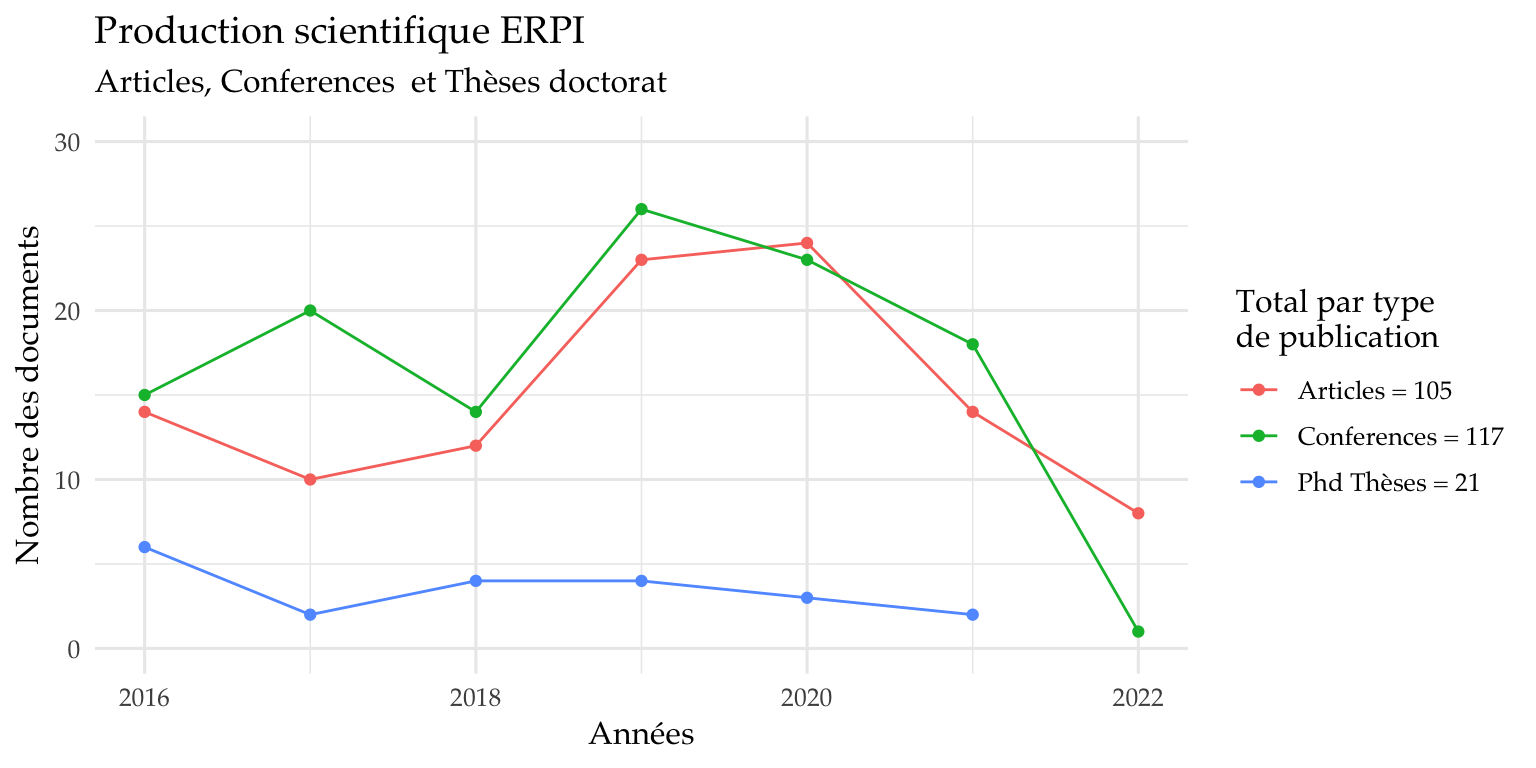 Production scientifique ERPI
Articles, Conferences  et Thèses doctorat
Nombre des documents
30
20
10
0
2016
2018
2020
2022
Années
Total par type
de publication
Articles = 105
Conferences = 117
Phd Thèses = 21